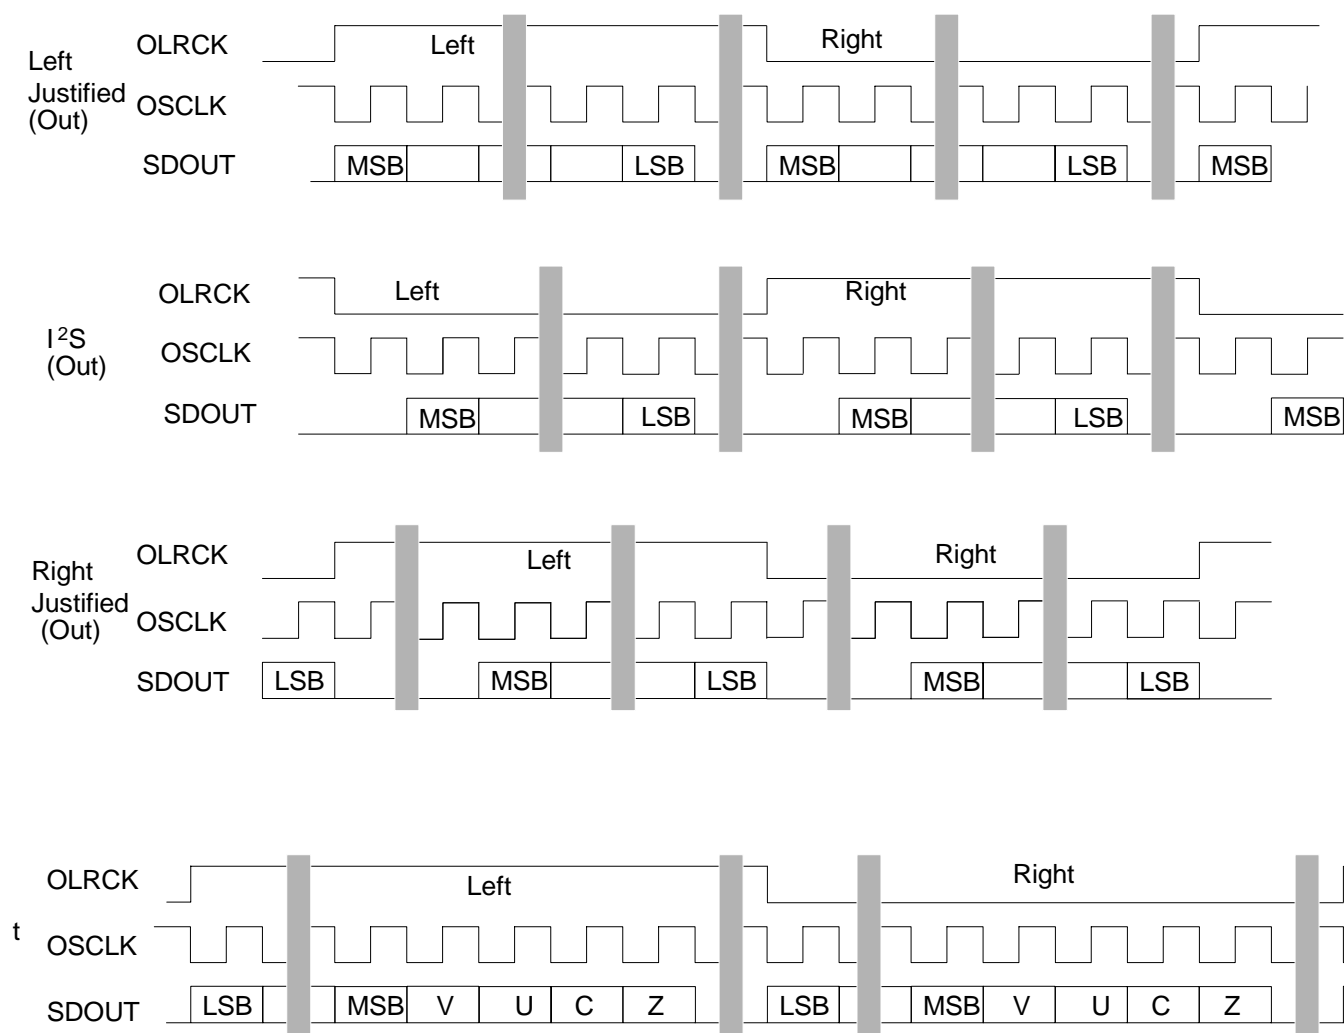 Left
Justified
(Out)
OLRCK Left Right
OSCLK
SDOUT MSB LSB MSB LSB MSB
I²S
(Out)
OLRCK Left Right
OSCLK
SDOUT MSB LSB MSB LSB MSB
Right
Justified
(Out)
OLRCK Left Right
OSCLK
SDOUT LSB MSB LSB MSB LSB
t
OLRCK Left Right
OSCLK
SDOUT LSB MSB V U C Z LSB MSB V U C Z